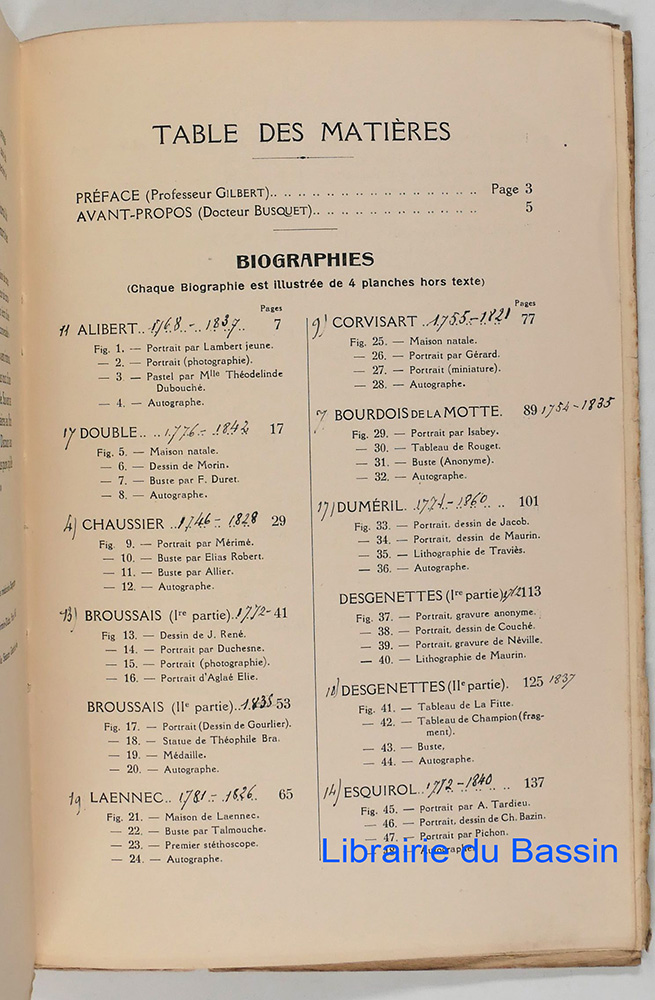 TABLE DES MATIÈRES
PRÉFACE (Professeur GILBERT).. .. .. .. .. .. .. .. Page 3
AVANT-PROPOS (Docteur BUSQUET).. .. .. .. .. .. .. 5
BIOGRAPHIES
(Chaque Biographie est illustrée de 4 planches hors texte)
Pages
11 ALIBERT..1768.-.1837.. 7
Fig. 1. — Portrait par Lambert jeune.
— 2. — Portrait (photographie).
— 3 — Pastel par Mlle Théodelinde
Dubouché.
— 4. — Autographe.
17 DOUBLE.. ..1776-.1842 17
Fig. 5. — Maison natale.
— 6. — Dessin de Morin.
— 7. — Buste par F. Duret.
— 8. — Autographe.
4) CHAUSSIER ..1746.-1828 29
Fig. 9. — Portrait par Mérimé.
— 10. — Buste par Elias Robert.
— 11. — Buste par Allier.
— 12. — Autographe.
13) BROUSSAIS (Ire partie).1772-41
Fig 13. — Dessin de J. René.
— 14. — Portrait par Duchesne.
— 15. — Portrait (photographie).
— 16. — Portrait d'Aglaé Elie.
BROUSSAIS (IIe partie)..1838 53
Fig. 17. — Portrait (Dessin de Gourlier).
— 18. — Statue de Théophile Bra.
— 19. — Médaille.
— 20. — Autographe.
19 LAENNEC.. 1781-.1826. 65
Fig. 21. — Maison de Laennec.
— 22. — Buste par Talmouche.
— 23. — Premier stéthoscope.
— 24. — Autographe.
Pages
9) CORVISART ..1755-1821 77
Fig. 25. — Maison natale.
— 26. — Portrait par Gérard.
— 27. — Portrait (miniature).
— 28. — Autographe.
7) BOURDOIS DE LA MOTTE. 89 1754-1835
Fig. 29. — Portrait par Isabey.
— 30. — Tableau de Rouget.
— 31. — Buste (Anonyme).
— 32. — Autographe.
17) DUMÉRIL..1774-1860.. .. 101
Fig. 33. — Portrait, dessin de Jacob.
— 34. — Portrait, dessin de Maurin.
— 35. — Lithographie de Traviès.
— 36. — Autographe.
DESGENETTES (Ire partie) 113
Fig. 37. — Portrait, gravure anonyme.
— 38. — Portrait, dessin de Couché.
— 39. — Portrait, gravure de Néville.
— 40. — Lithographie de Maurin.
DESGENETTES (IIe partie). 125 1837
Fig. 41. — Tableau de La Fitte.
— 42. — Tableau de Champion (frag-
ment).
— 43. — Buste,
— 44. — Autographe.
14) ESQUIROL..1772-1840.. .. .. 137
Fig. 45. — Portrait par A. Tardieu.
— 46. — Portrait, dessin de Ch. Bazin.
— 47. — Portrait par Pichon.
— 48. — Autographe.
Librairie du Bassin